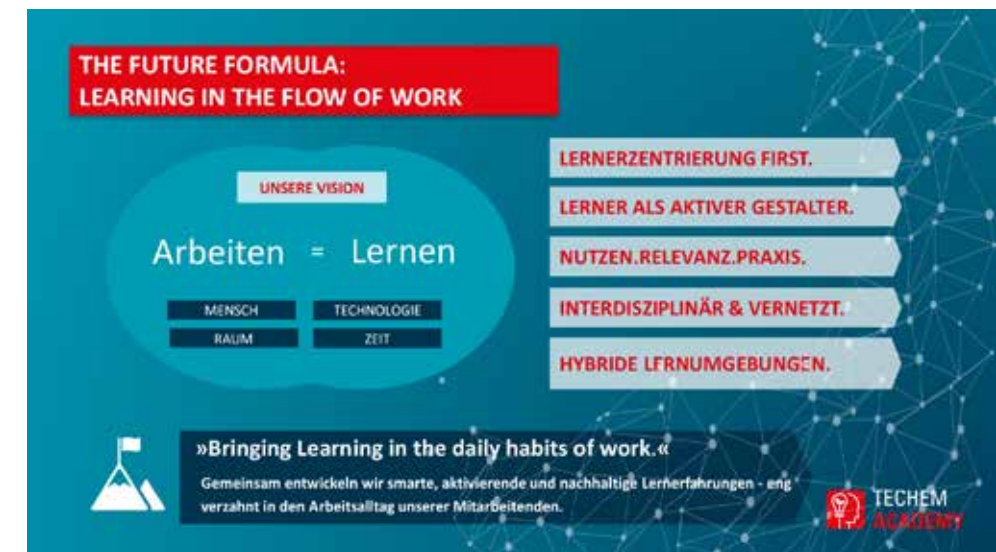 THE FUTURE FORMULA:
LEARNING IN THE FLOW OF WORK
UNSERE VISION
Arbeiten = Lernen
MENSCH TECHNOLOGIE
RAUM ZEIT
LERNERZENTRIERUNG FIRST.
LERNER ALS AKTIVER GESTALTER.
NUTZEN.RELEVANZ.PRAXIS.
INTERDISZIPLINÄR & VERNETZT.
HYBRIDE LERNUMGEBUNGEN.
»Bringing Learning in the daily habits of work.«
Gemeinsam entwickeln wir smarte, aktivierende und nachhaltige Lernerfahrungen - eng
verzahnt in den Arbeitsalltag unserer Mitarbeitenden.
TECHEM
ACADEMY